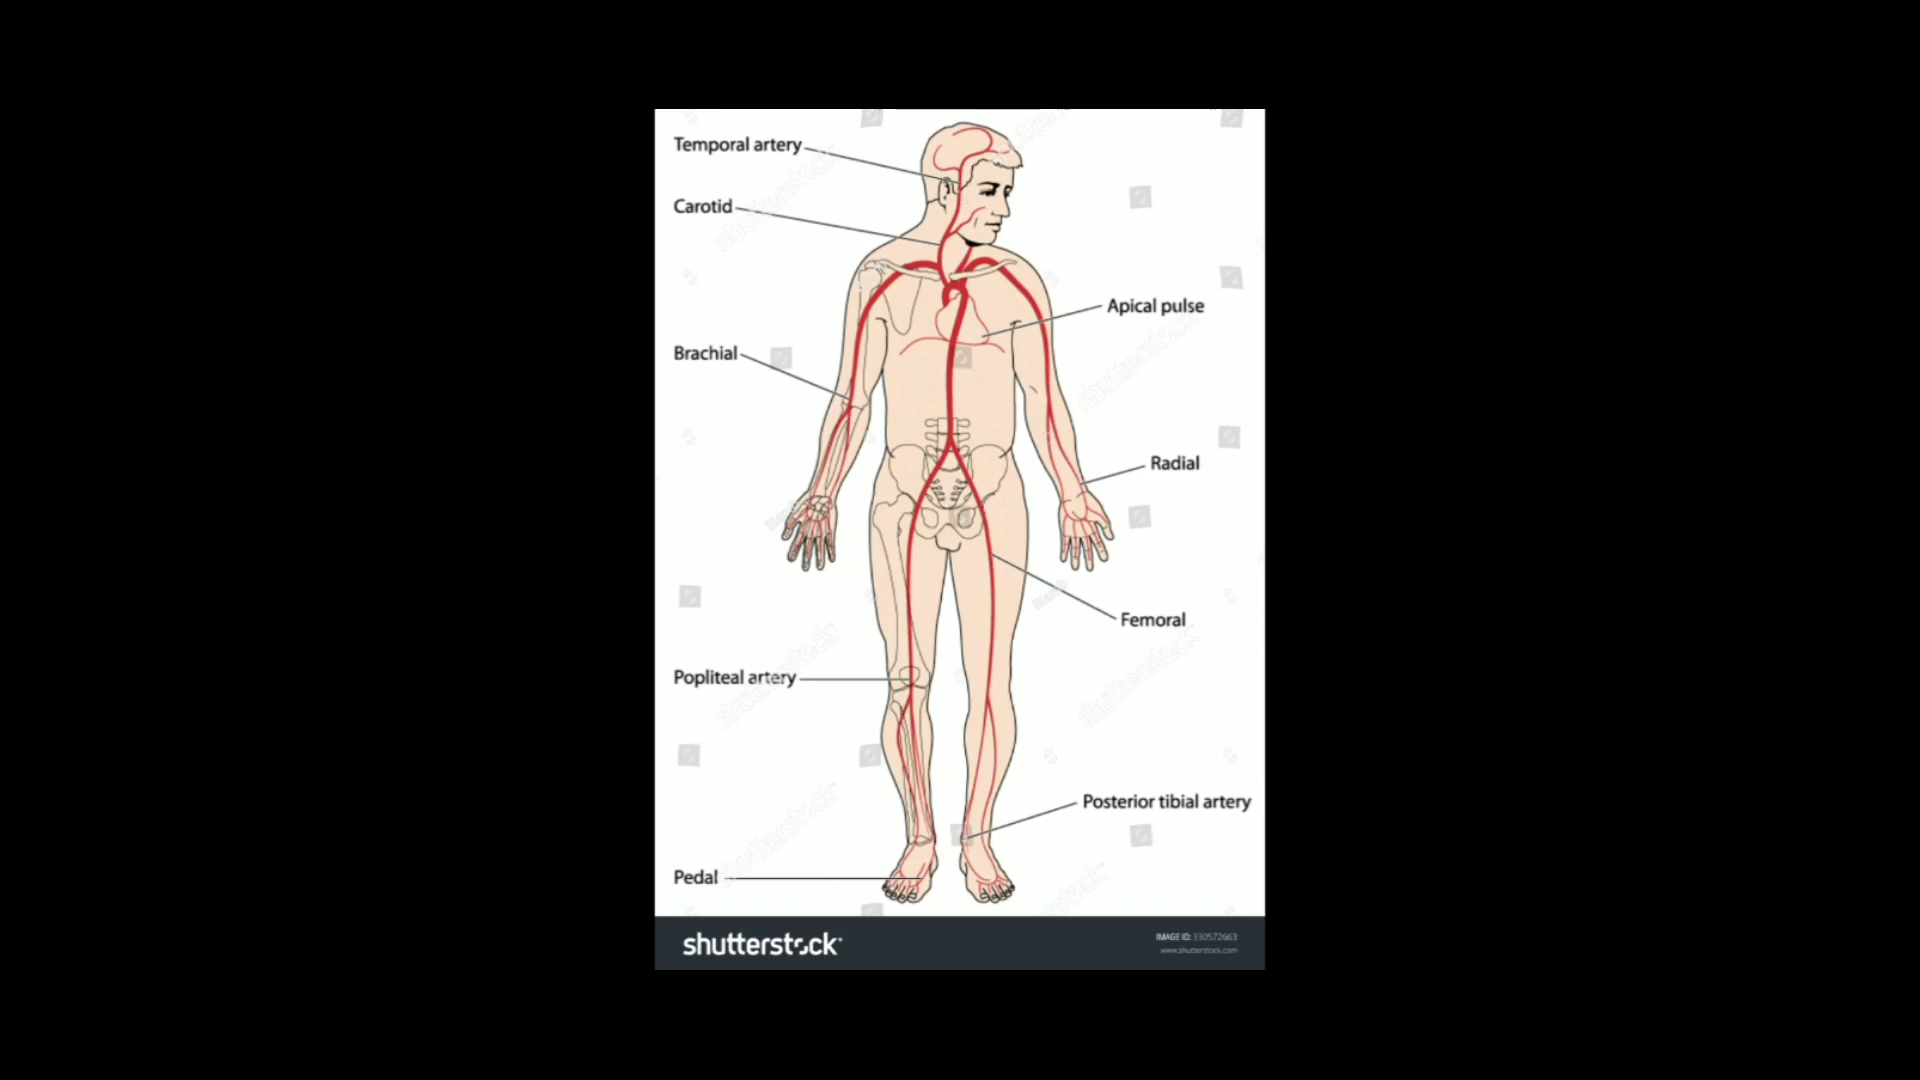 Temporal artery
Carotid
Apical pulse
Brachial
Radial
Femoral
Popliteal artery
Posterior tibial artery
Pedal
shutterstock
IMAGE ID: 330572663
www.shutterstock.com